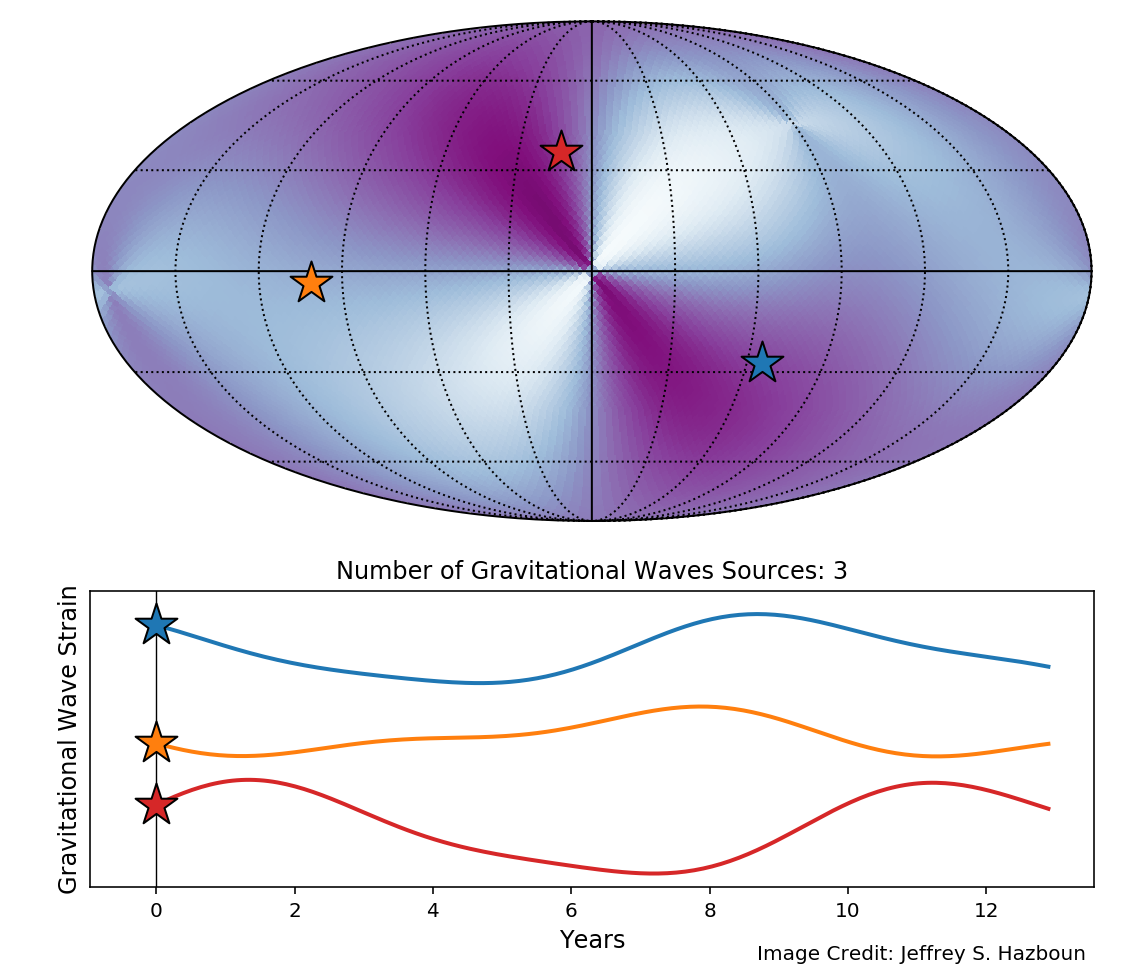 Number of Gravitational Waves Sources: 3
Gravitational Wave Strain
0 2 4 6 8 10 12
Years
Image Credit: Jeffrey S. Hazboun